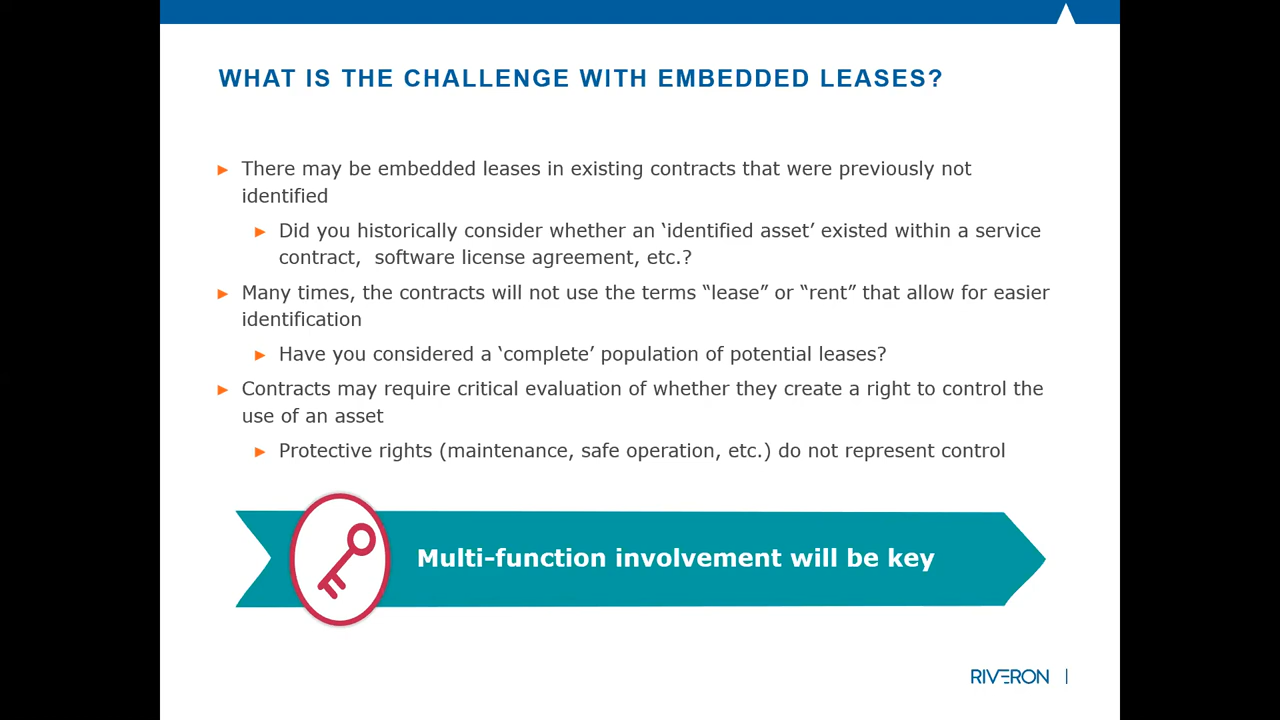 WHAT IS THE CHALLENGE WITH EMBEDDED LEASES?
There may be embedded leases in existing contracts that were previously not
identified
Did you historically consider whether an ‘identified asset’ existed within a service
contract,  software license agreement, etc.?
Many times, the contracts will not use the terms “lease” or “rent” that allow for easier
identification
Have you considered a ‘complete’ population of potential leases?
Contracts may require critical evaluation of whether they create a right to control the
use of an asset
Protective rights (maintenance, safe operation, etc.) do not represent control
Multi-function involvement will be key
RIVERON |